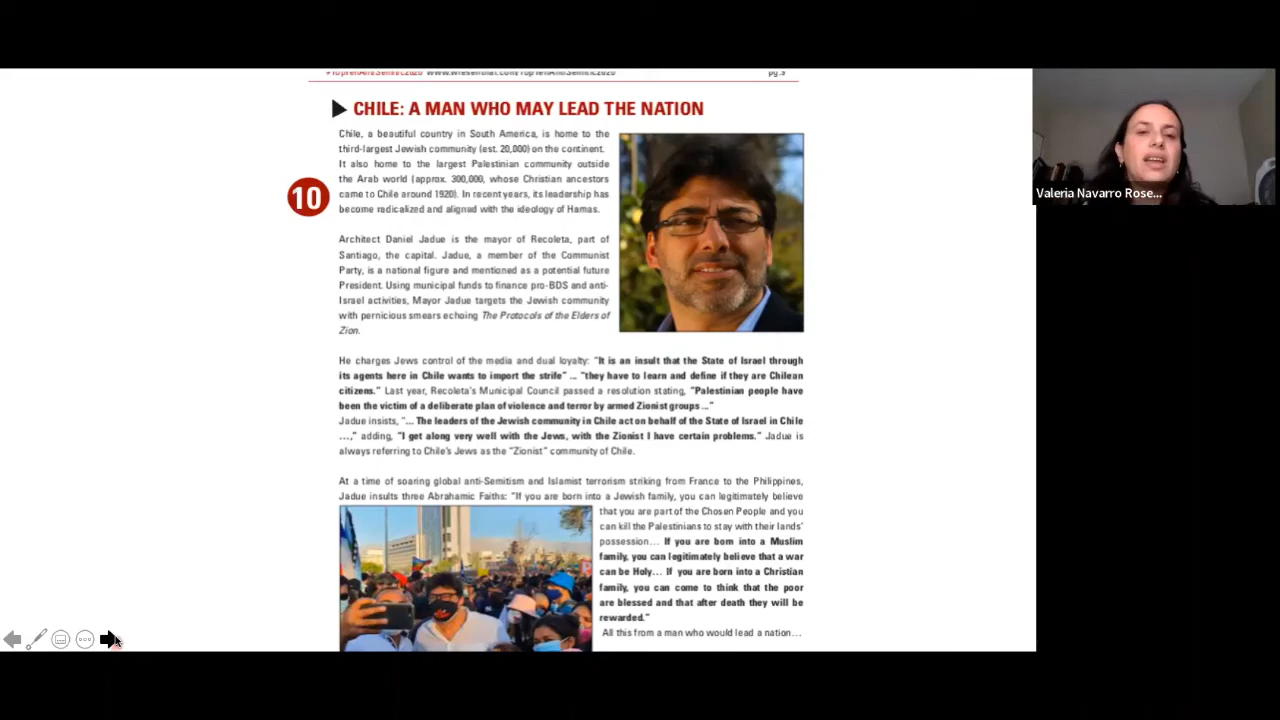 #TopTenAntiSemitic2020 www.wiesenthal.com/TopTenAntiSemitic2020 pg.9
CHILE: A MAN WHO MAY LEAD THE NATION
10
Chile, a beautiful country in South America, is home to the
third-largest Jewish community (est. 20,000) on the continent.
It also home to the largest Palestinian community outside
the Arab world (approx. 300,000, whose Christian ancestors
came to Chile around 1920). In recent years, its leadership has
become radicalized and aligned with the ideology of Hamas.
Architect Daniel Jadue is the mayor of Recoleta, part of
Santiago, the capital. Jadue, a member of the Communist
Party, is a national figure and mentioned as a potential future
President. Using municipal funds to finance pro-BDS and anti-
Israel activities, Mayor Jadue targets the Jewish community
with pernicious smears echoing The Protocols of the Elders of
Zion.
He charges Jews control of the media and dual loyalty: "It is an insult that the State of Israel through
its agents here in Chile wants to import the strife" ... "they have to learn and define if they are Chilean
citizens." Last year, Recoleta's Municipal Council passed a resolution stating, "Palestinian people have
been the victim of a deliberate plan of violence and terror by armed Zionist groups ..."
Jadue insists, "... The leaders of the Jewish community in Chile act on behalf of the State of Israel in Chile
...," adding, "I get along very well with the Jews, with the Zionist I have certain problems." Jadue is
always referring to Chile's Jews as the "Zionist" community of Chile.
At a time of soaring global anti-Semitism and Islamist terrorism striking from France to the Philippines,
Jadue insults three Abrahamic Faiths: "If you are born into a Jewish family, you can legitimately believe
that you are part of the Chosen People and you
can kill the Palestinians to stay with their lands'
possession... If you are born into a Muslim
family, you can legitimately believe that a war
can be Holy... If you are born into a Christian
family, you can come to think that the poor
are blessed and that after death they will be
rewarded."
All this from a man who would lead a nation...
Valeria Navarro Rose...